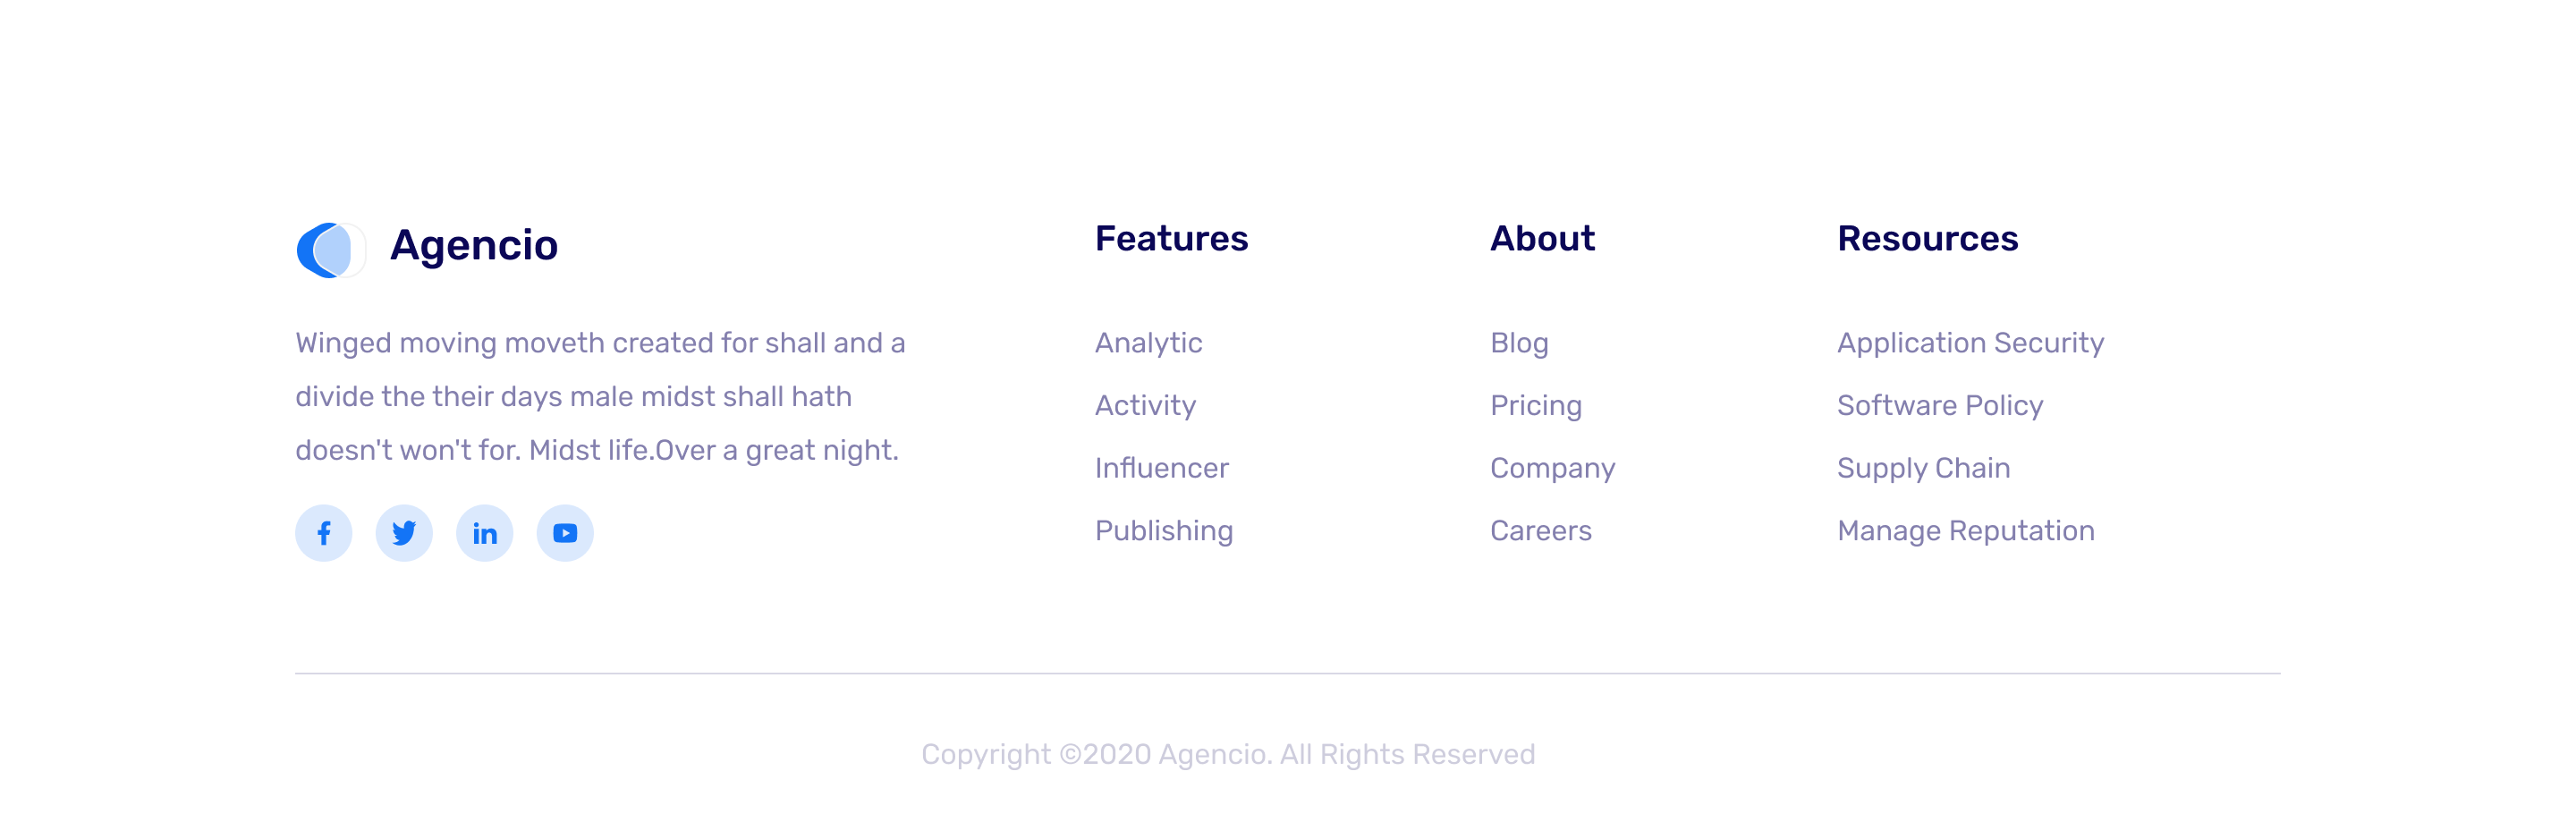 Agencio
Winged moving moveth created for shall and a
divide the their days male midst shall hath
doesn't won't for. Midst life.Over a great night.
Features
Analytic
Activity
Influencer
Publishing
About
Blog
Pricing
Company
Careers
Resources
Application Security
Software Policy
Supply Chain
Manage Reputation
Copyright ©2020 Agencio. All Rights Reserved